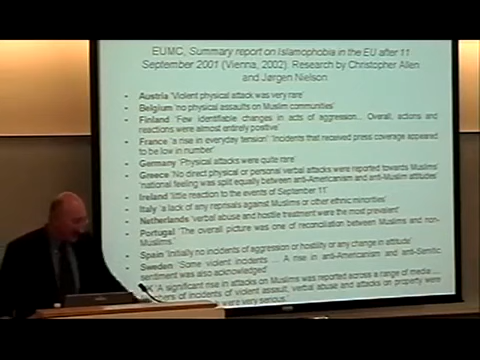 EUMC, Summary report on Islamophobia in the EU after 11
September 2001 (Vienna, 2002). Research by Christopher Allen
and Jørgen Nielson
• Austria 'Violent physical attack was very rare'
• Belgium 'no physical assaults on Muslim communities'
• Finland 'Few identifiable changes in acts of aggression... Overall, actions and
reactions were almost entirely positive'
• France 'a rise in everyday tension' 'Incidents that received press coverage appeared
to be low in number'
• Germany 'Physical attacks were quite rare'
• Greece 'No direct physical or personal verbal attacks were reported towards Muslims'
'national feeling was split equally between anti-Americanism and anti-Muslim attitudes'
• Ireland 'little reaction to the events of September 11'
• Italy 'a lack of any reprisals against Muslims or other ethnic minorities'
• Netherlands 'verbal abuse and hostile treatment were the most prevalent'
• Portugal 'The overall picture was one of reconciliation between Muslims and non-
Muslims.'
• Spain 'Initially no incidents of aggression or hostility or any change in attitude'
• Sweden 'Some violent incidents ... A rise in anti-Americanism and anti-Semitic
sentiment was also acknowledged'
'A significant rise in attacks on Muslims was reported across a range of media ...
of incidents of violent assault, verbal abuse and attacks on property were
were very serious.'